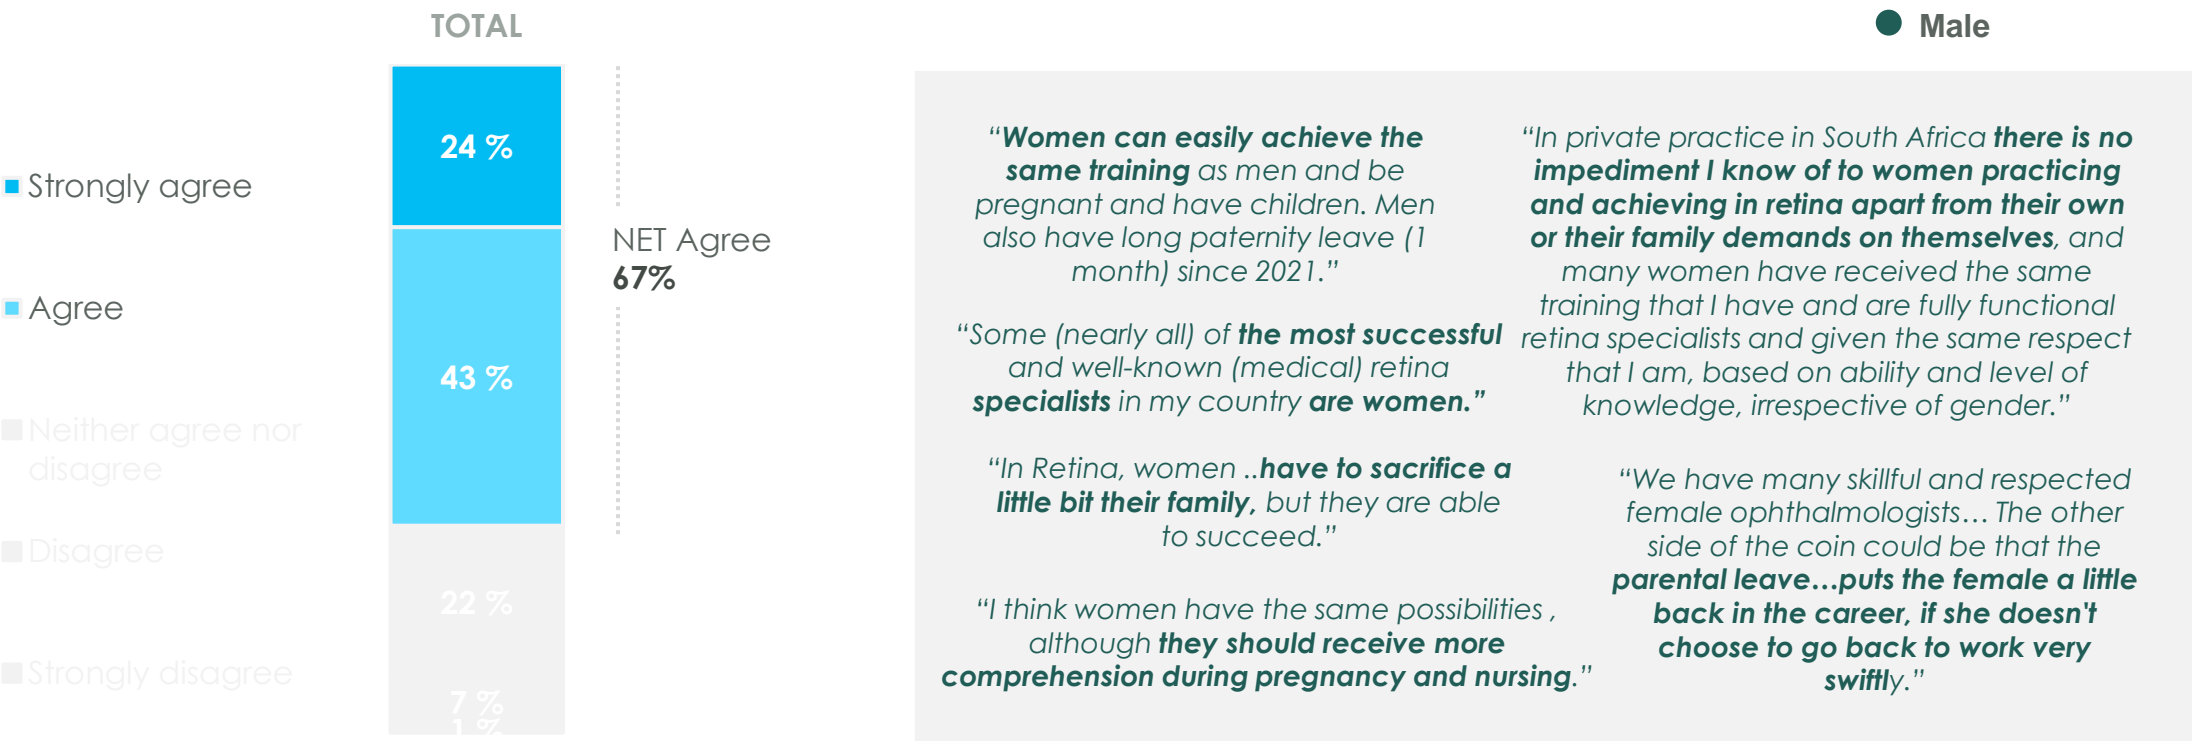 TOTAL
Male
24 %
Strongly agree
NET Agree
67%
Agree
43 %
Neither agree nor
disagree
Disagree
22 %
Strongly disagree
7 %
1 %
“Women can easily achieve the
same training as men and be
pregnant and have children. Men
also have long paternity leave (1
month) since 2021.”
“Some (nearly all) of the most successful
and well-known (medical) retina
specialists in my country are women.”
“In Retina, women ..have to sacrifice a
little bit their family, but they are able
to succeed.”
“I think women have the same possibilities ,
although they should receive more
comprehension during pregnancy and nursing.”
“In private practice in South Africa there is no
impediment I know of to women practicing
and achieving in retina apart from their own
or their family demands on themselves, and
many women have received the same
training that I have and are fully functional
retina specialists and given the same respect
that I am, based on ability and level of
knowledge, irrespective of gender.”
“We have many skillful and respected
female ophthalmologists… The other
side of the coin could be that the
parental leave…puts the female a little
back in the career, if she doesn't
choose to go back to work very
swiftly.”